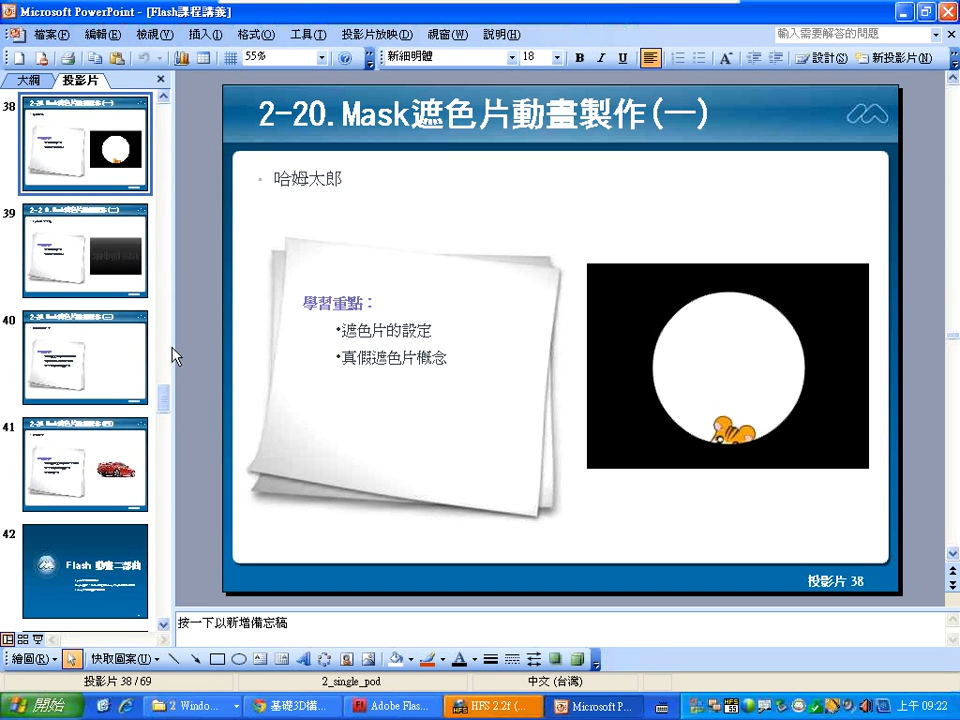 Microsoft PowerPoint - [Flash課程講義]
檔案(F) 編輯(E) 檢視(V) 插入(I) 格式(O) 工具(T) 投影片放映(D) 視窗(W) 說明(H) 輸入需要解答的問題
55% 新細明體 18 B I U A 設計(S) 新投影片(N)
大綱 投影片
38
39
40
41
42
Flash 動畫二部曲
2-20.Mask遮色片動畫製作(一)
哈姆太郎
學習重點：
•遮色片的設定
•真假遮色片概念
投影片 38
按一下以新增備忘稿
繪圖(R) 快取圖案(U) A
投影片 38 / 69 2_single_pod 中文 (台灣)
開始 2 Windo... 基礎3D構... Adobe Flas... HFS 2.2f (... Microsoft P... 上午 09:22